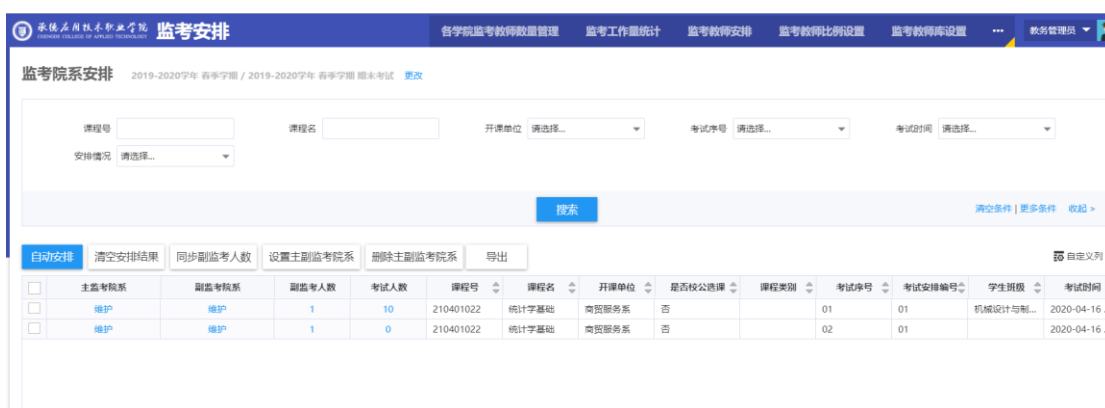 承德应用技术职业学院 监考安排 各学院监考教师数量管理 监考工作量统计 监考教师安排 监考教师比例设置 监考教师库设置 ••• 教务管理员
CHENGDE COLLEGE OF APPLIED TECHNOLOGY
监考院系安排 2019-2020学年 春季学期 / 2019-2020学年 春季学期 期末考试 更改
课程号 课程名 开课单位 请选择... 考试序号 请选择... 考试时间 请选择...
安排情况 请选择...
搜索
清空条件 | 更多条件 收起 »
自动安排 清空安排结果 同步副监考人数 设置主副监考院系 删除主副监考院系 导出 自定义列
主监考院系 副监考院系 副监考人数 考试人数 课程号 课程名 开课单位 是否校公选课 课程类别 考试序号 考试安排编号 学生班级 考试时间
维护 维护 1 10 210401022 统计学基础 商贸服务系 否 01 01 机械设计与制... 2020-04-16 .
维护 维护 1 0 210401022 统计学基础 商贸服务系 否 02 01 2020-04-16 .